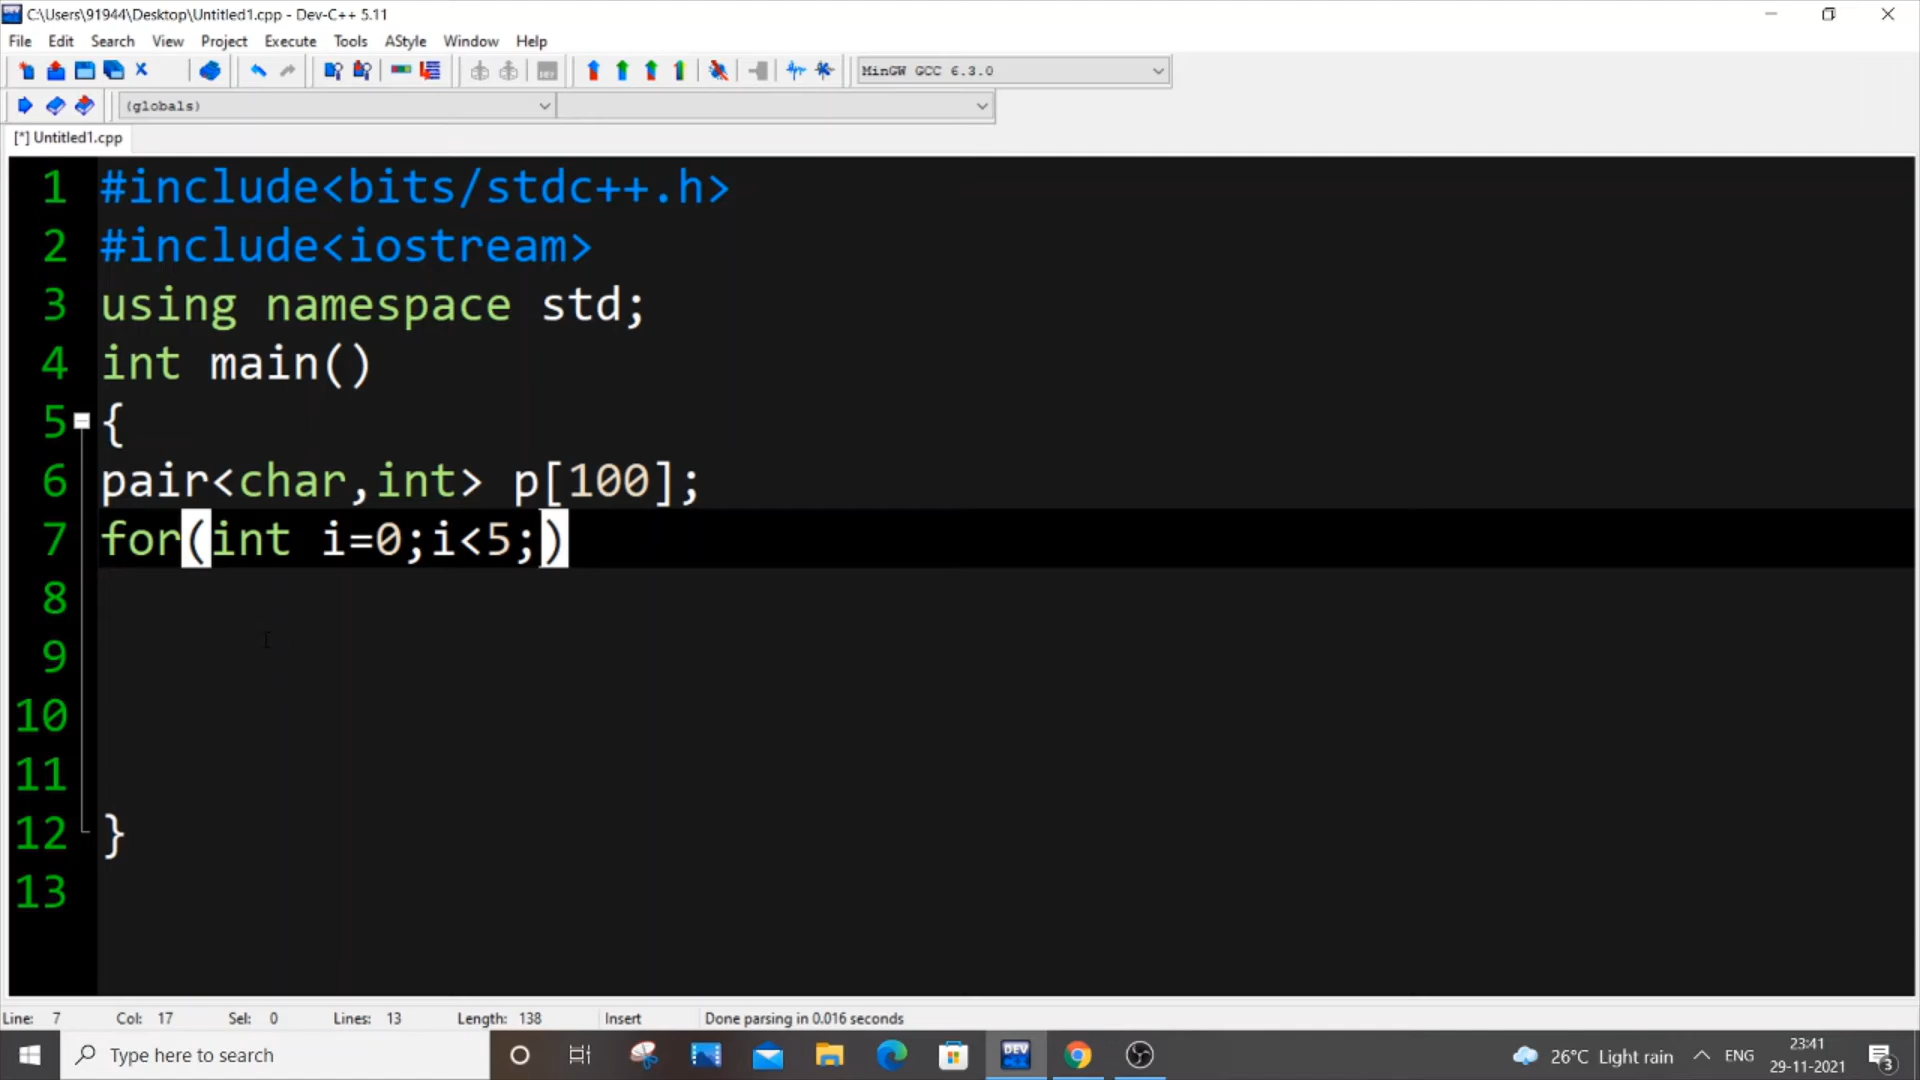 C:\Users\91944\Desktop\Untitled1.cpp - Dev-C++ 5.11
File Edit Search View Project Execute Tools AStyle Window Help
MinGW GCC 6.3.0
(globals)
[*] Untitled1.cpp
1 #include<bits/stdc++.h>
2 #include<iostream>
3 using namespace std;
4 int main()
5 {
6 pair<char,int> p[100];
7 for(int i=0;i<5;)
8
9
10
11
12 }
13
Line: 7 Col: 17 Sel: 0 Lines: 13 Length: 138 Insert Done parsing in 0.016 seconds
Type here to search
DEV
26°C Light rain
ENG
23:41
29-11-2021
3